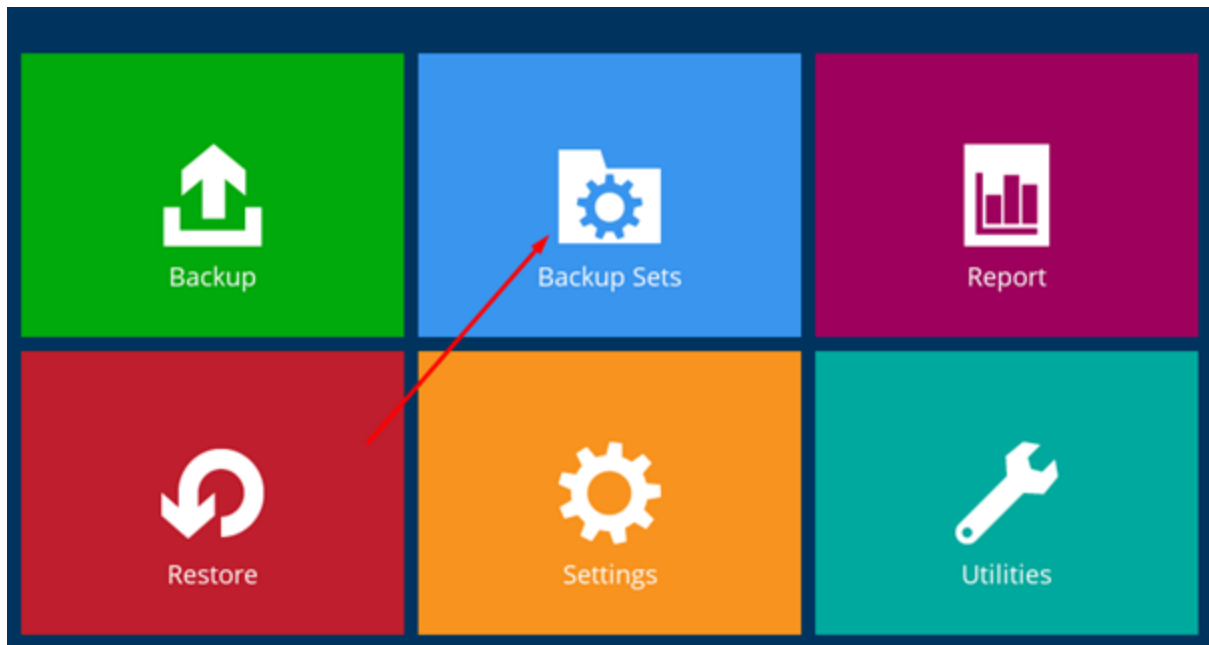 Backup
Backup Sets
Report
Restore
Settings
Utilities